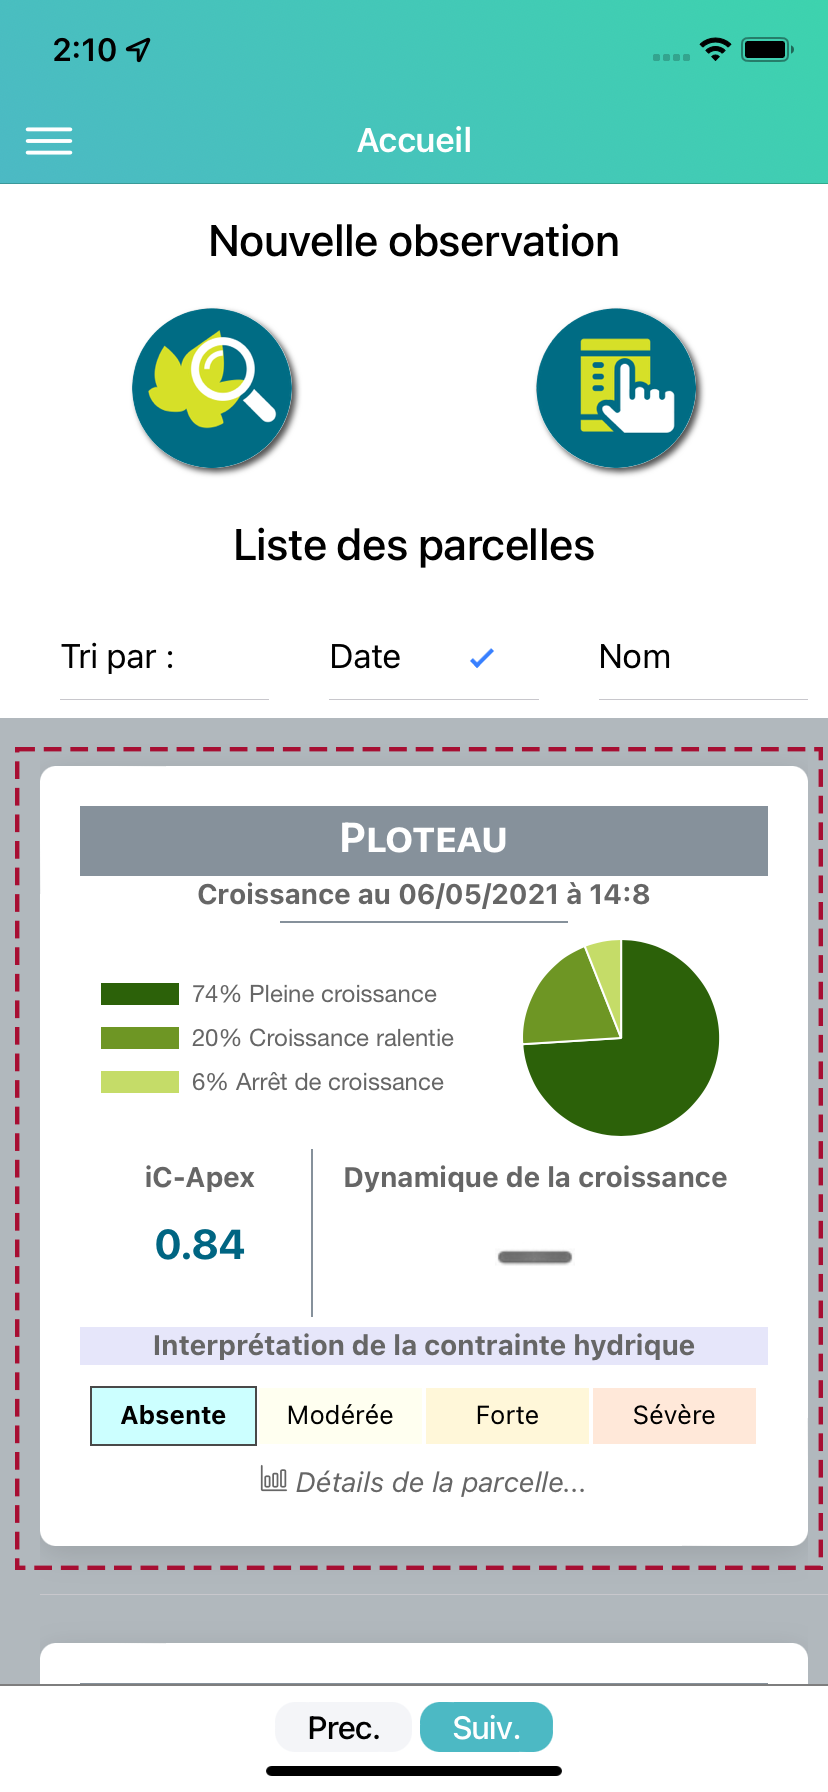 2:10
Accueil
Nouvelle observation
Liste des parcelles
Tri par : Date Nom
PLOTEAU
Croissance au 06/05/2021 à 14:8
74% Pleine croissance
20% Croissance ralentie
6% Arrêt de croissance
iC-Apex Dynamique de la croissance
0.84
Interprétation de la contrainte hydrique
Absente Modérée Forte Sévère
Détails de la parcelle...
Prec. Suiv.